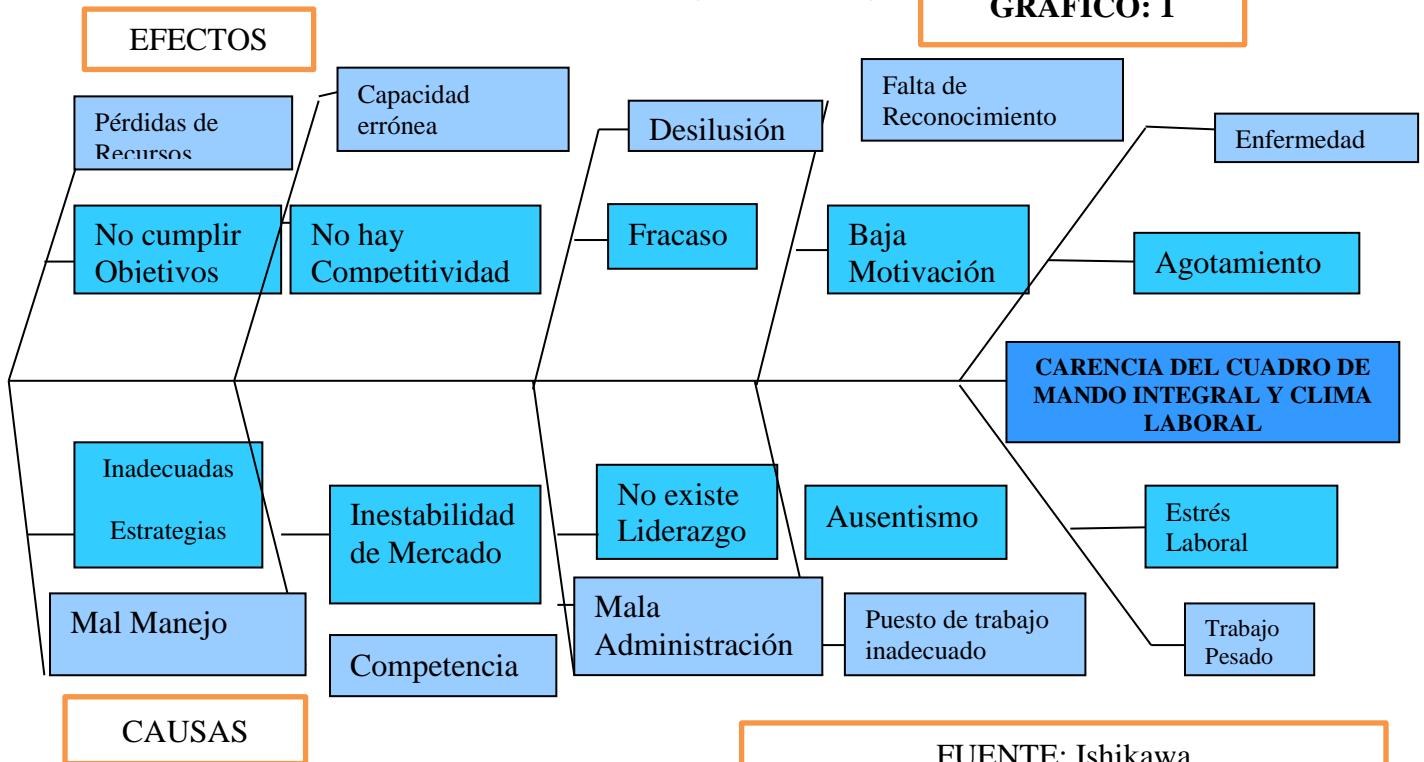 GRÁFICO: 1
EFECTOS
Pérdidas de
Recursos
Capacidad
errónea
Desilusión
Falta de
Reconocimiento
Enfermedad
No cumplir
Objetivos
No hay
Competitividad
Fracaso
Baja
Motivación
Agotamiento
CARENCIA DEL CUADRO DE
MANDO INTEGRAL Y CLIMA
LABORAL
Inadecuadas
Estrategias
Inestabilidad
de Mercado
No existe
Liderazgo
Ausentismo
Estrés
Laboral
Mal Manejo
Competencia
Mala
Administración
Puesto de trabajo
inadecuado
Trabajo
Pesado
CAUSAS
FUENTE: Ishikawa